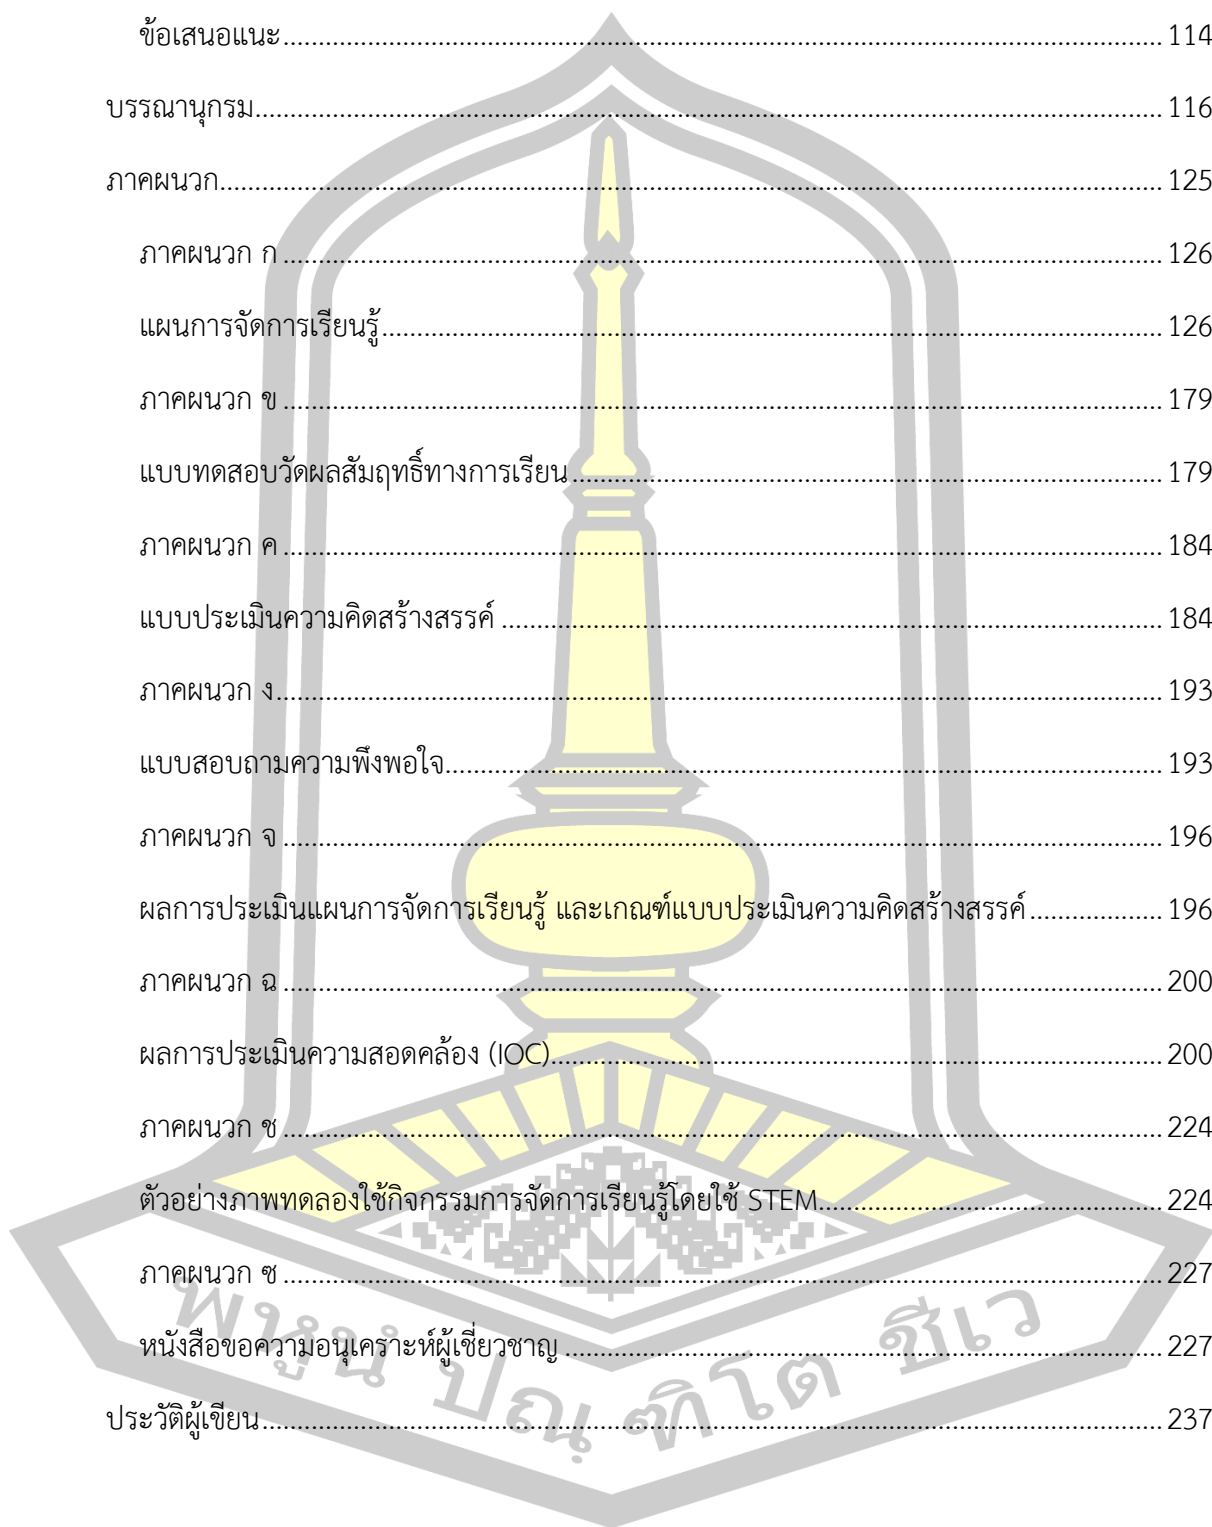 ข้อเสนอแนะ........................................................................................................................ 114
บรรณานุกรม........................................................................................................................ 116
ภาคผนวก........................................................................................................................ 125
ภาคผนวก ก ........................................................................................................................ 126
แผนการจัดการเรียนรู้........................................................................................................ 126
ภาคผนวก ข ........................................................................................................................ 179
แบบทดสอบวัดผลสัมฤทธิ์ทางการเรียน................................................................................ 179
ภาคผนวก ค ........................................................................................................................ 184
แบบประเมินความคิดสร้างสรรค์ ........................................................................................ 184
ภาคผนวก ง........................................................................................................................ 193
แบบสอบถามความพึงพอใจ................................................................................................ 193
ภาคผนวก จ ........................................................................................................................ 196
ผลการประเมินแผนการจัดการเรียนรู้ และเกณฑ์แบบประเมินความคิดสร้างสรรค์ .................. 196
ภาคผนวก ฉ ........................................................................................................................ 200
ผลการประเมินความสอดคล้อง (IOC)................................................................................ 200
ภาคผนวก ช ........................................................................................................................ 224
ตัวอย่างภาพทดลองใช้กิจกรรมการจัดการเรียนรู้โดยใช้ STEM............................................... 224
ภาคผนวก ซ ........................................................................................................................ 227
หนังสือขอความอนุเคราะห์ผู้เชี่ยวชาญ ................................................................................ 227
ประวัติผู้เขียน........................................................................................................................ 237
พหูนํ ปณฺฑิโต ชีเว